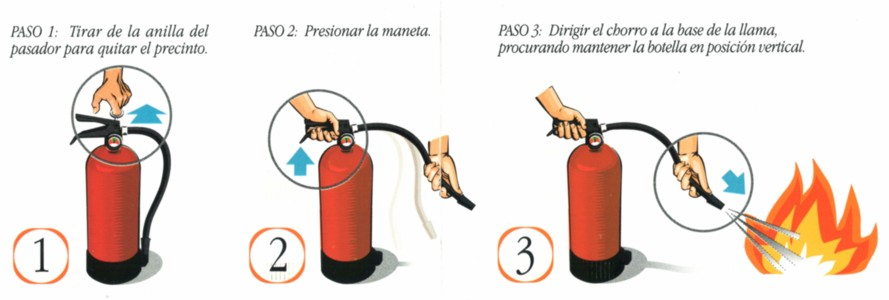 PASO 1: Tirar de la anilla del
pasador para quitar el precinto.
PASO 2: Presionar la maneta.
PASO 3: Dirigir el chorro a la base de la llama,
procurando mantener la botella en posición vertical.
1
2
3